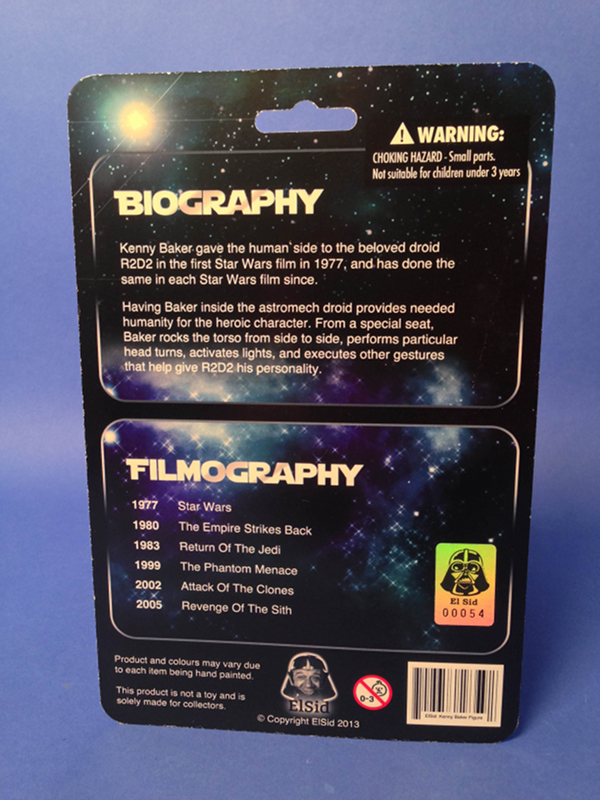 WARNING:
CHOKING HAZARD - Small parts.
Not suitable for children under 3 years
BIOGRAPHY
Kenny Baker gave the human side to the beloved droid
R2D2 in the first Star Wars film in 1977, and has done the
same in each Star Wars film since.
Having Baker inside the astromech droid provides needed
humanity for the heroic character. From a special seat,
Baker rocks the torso from side to side, performs particular
head turns, activates lights, and executes other gestures
that help give R2D2 his personality.
FILMOGRAPHY
1977 Star Wars
1980 The Empire Strikes Back
1983 Return Of The Jedi
1999 The Phantom Menace
2002 Attack Of The Clones
2005 Revenge Of The Sith
El Sid
00054
Product and colours may vary due
to each item being hand painted.
This product is not a toy and is
solely made for collectors.
ElSid
© Copyright ElSid 2013
0-3
ElSid Kenny Baker Figure